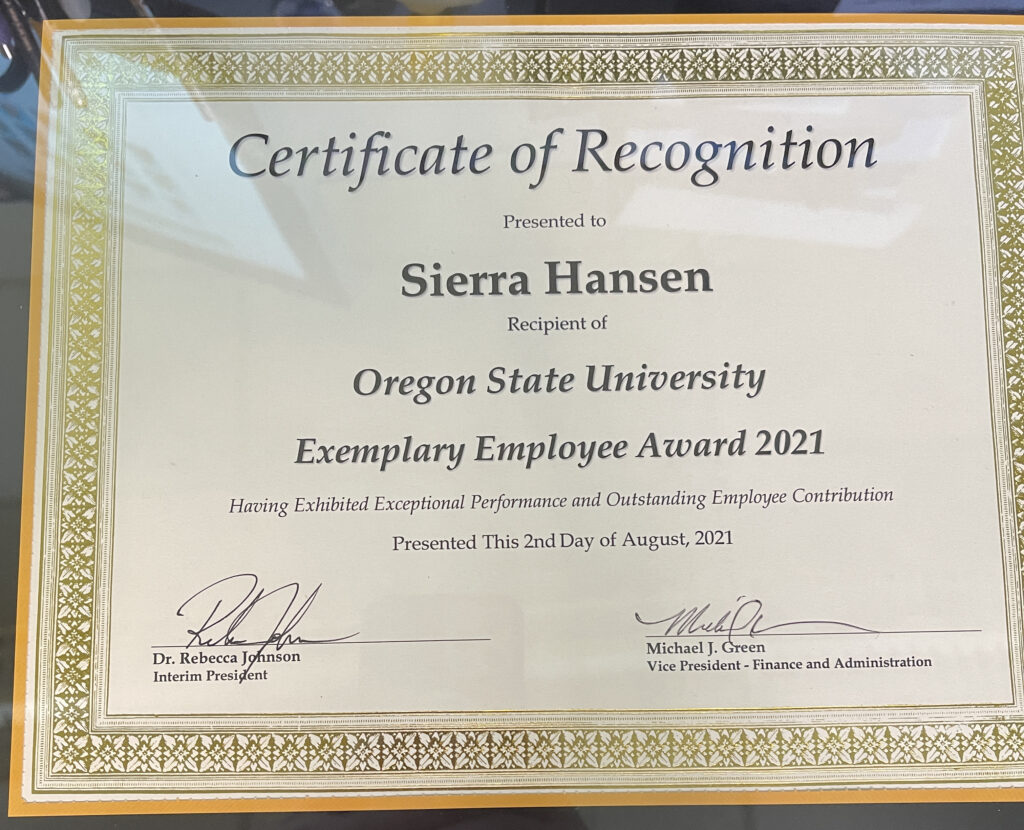 Certificate of Recognition
Presented to
Sierra Hansen
Recipient of
Oregon State University
Exemplary Employee Award 2021
Having Exhibited Exceptional Performance and Outstanding Employee Contribution
Presented This 2nd Day of August, 2021
Dr. Rebecca Johnson
Interim President
Michael J. Green
Vice President - Finance and Administration